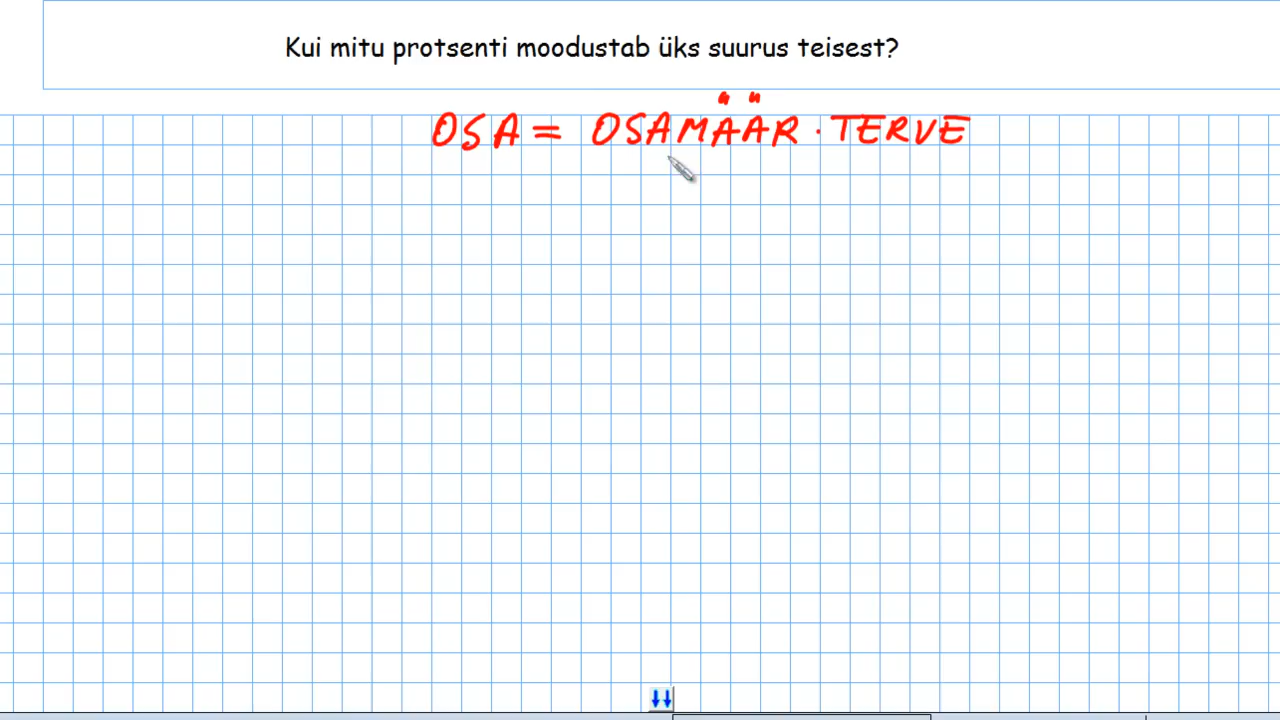 Kui mitu protsenti moodustab üks suurus teisest?
OSA = OSAMÄÄR · TERVE